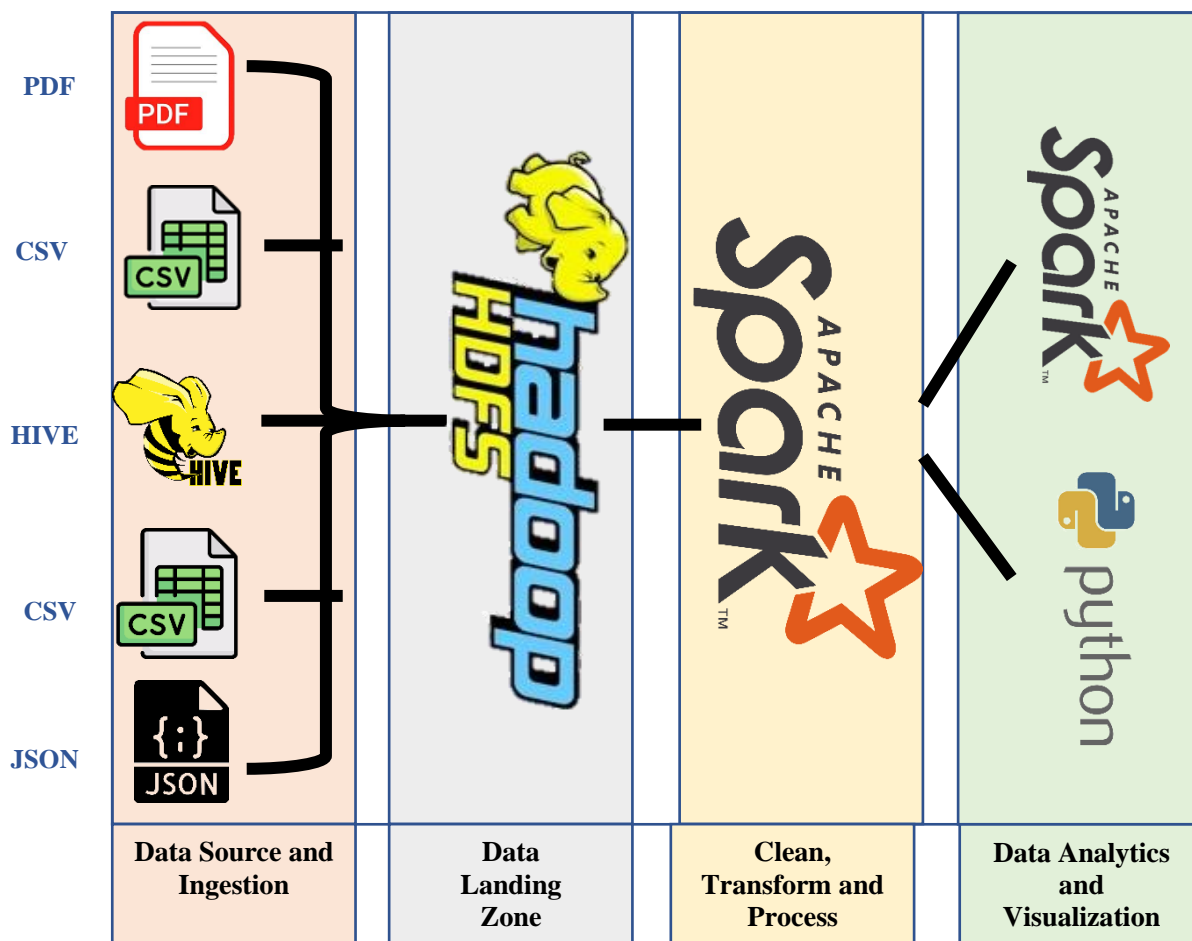 PDF
PDF
CSV
CSV
HIVE
HIVE
CSV
CSV
JSON
{;}
JSON
hadoop
HDFS
APACHE
Spark
TM
APACHE
Spark
TM
python
Data Source and
Ingestion
Data
Landing
Zone
Clean,
Transform and
Process
Data Analytics
and
Visualization